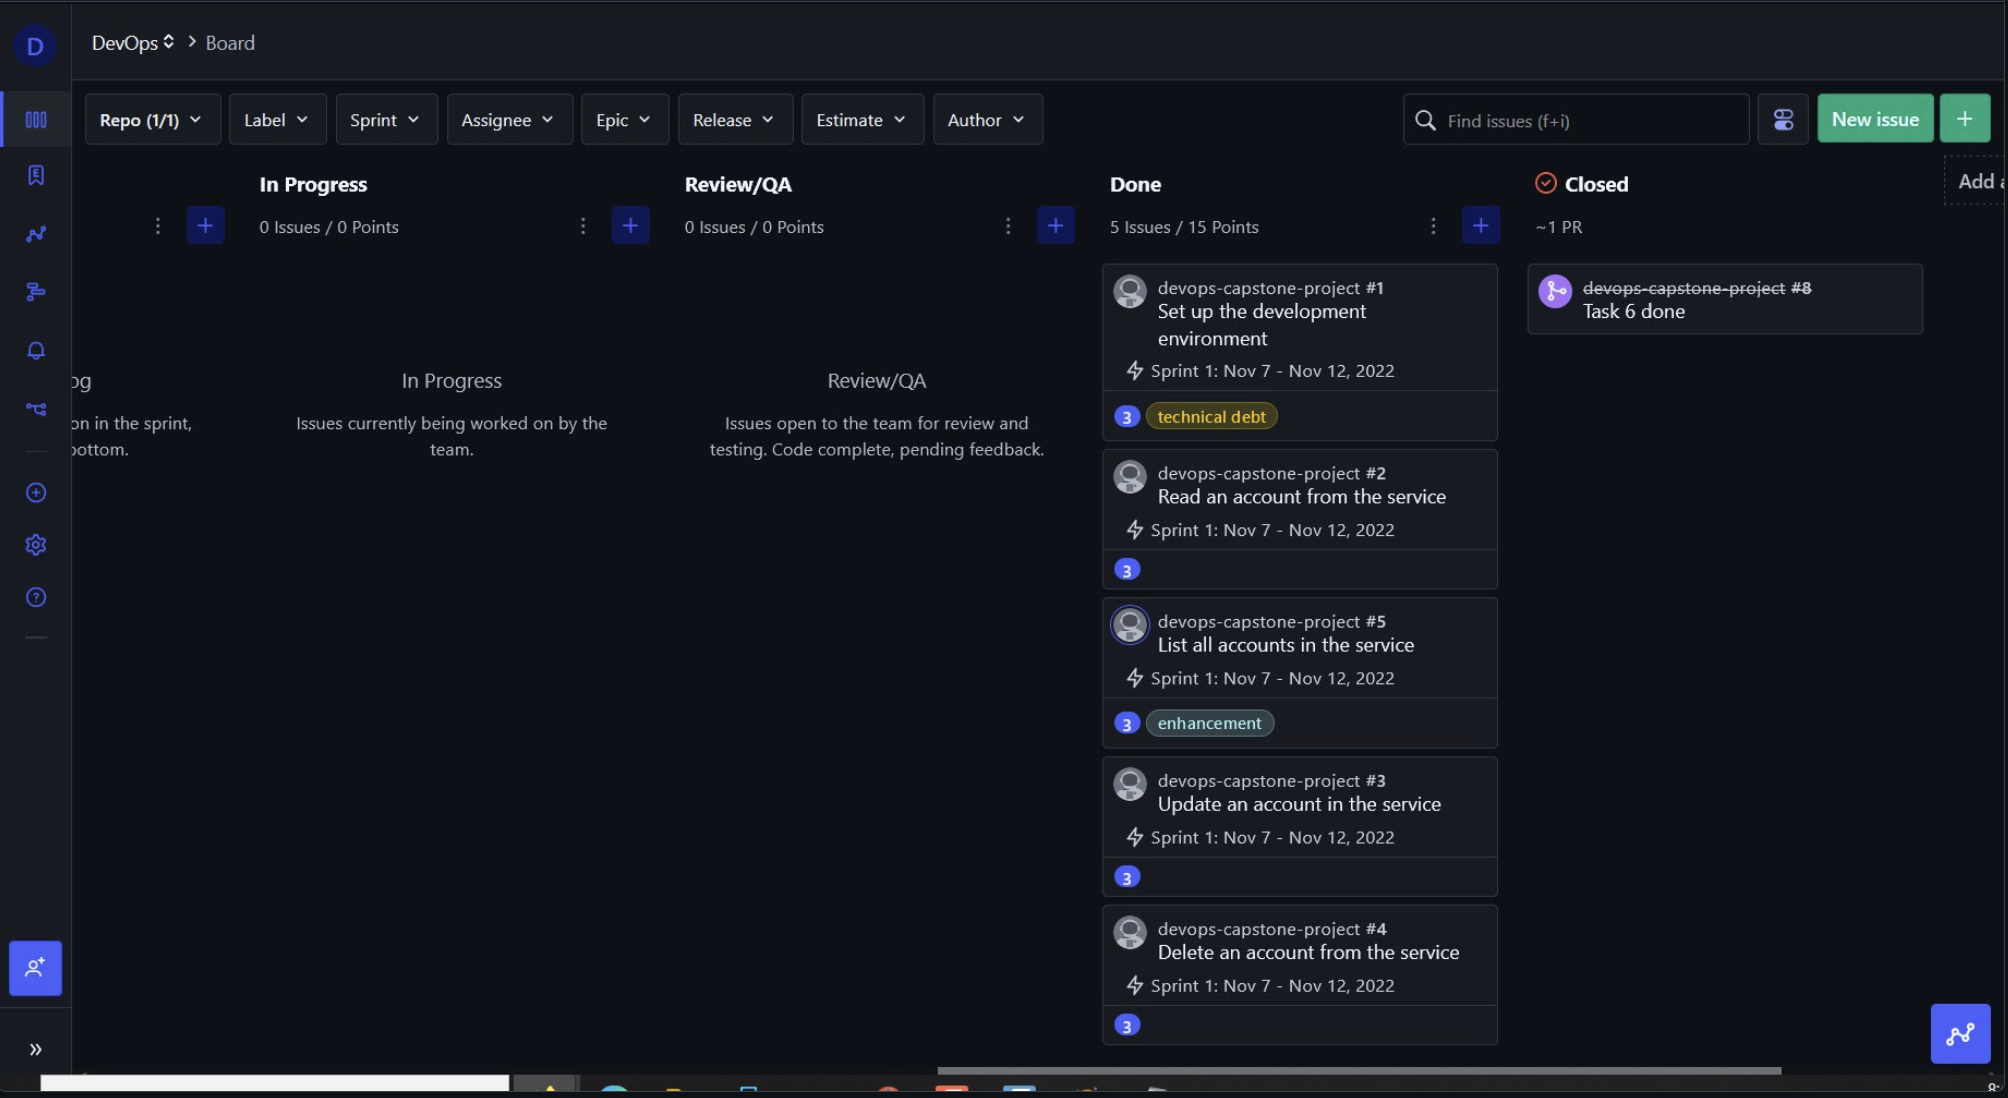 D
DevOps > Board
Repo (1/1)
Label
Sprint
Assignee
Epic
Release
Estimate
Author
Find issues (f+i)
New issue
+
In Progress
0 Issues / 0 Points
Review/QA
0 Issues / 0 Points
Done
5 Issues / 15 Points
Closed
~1 PR
Add
og
on in the sprint,
ottom.
In Progress
Issues currently being worked on by the
team.
Review/QA
Issues open to the team for review and
testing. Code complete, pending feedback.
devops-capstone-project #1
Set up the development
environment
Sprint 1: Nov 7 - Nov 12, 2022
3 technical debt
devops-capstone-project #2
Read an account from the service
Sprint 1: Nov 7 - Nov 12, 2022
3
devops-capstone-project #5
List all accounts in the service
Sprint 1: Nov 7 - Nov 12, 2022
3 enhancement
devops-capstone-project #3
Update an account in the service
Sprint 1: Nov 7 - Nov 12, 2022
3
devops-capstone-project #4
Delete an account from the service
Sprint 1: Nov 7 - Nov 12, 2022
3
devops-capstone-project #8
Task 6 done